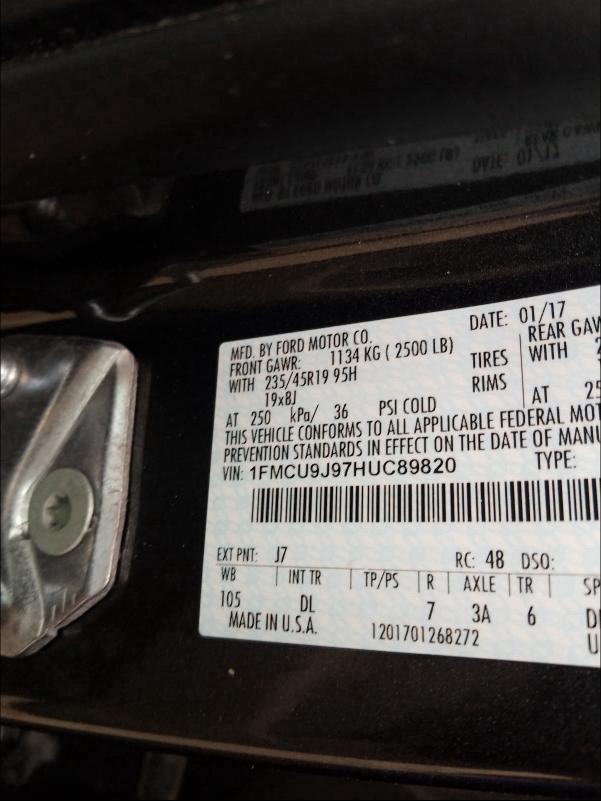 MFD. BY FORD MOTOR CO.
DATE: 01/17
FRONT GAWR: 1134 KG ( 2500 LB)
REAR GAW
WITH 235/45R19 95H TIRES WITH
19x8J RIMS
AT 250 kPa/ 36 PSI COLD AT 25
THIS VEHICLE CONFORMS TO ALL APPLICABLE FEDERAL MOT
PREVENTION STANDARDS IN EFFECT ON THE DATE OF MANU
VIN: 1FMCU9J97HUC89820 TYPE:
EXT PNT: J7 RC: 48 DSO:
WB INT TR TP/PS R AXLE TR SP
105 DL 7 3A 6
MADE IN U.S.A. 1201701268272